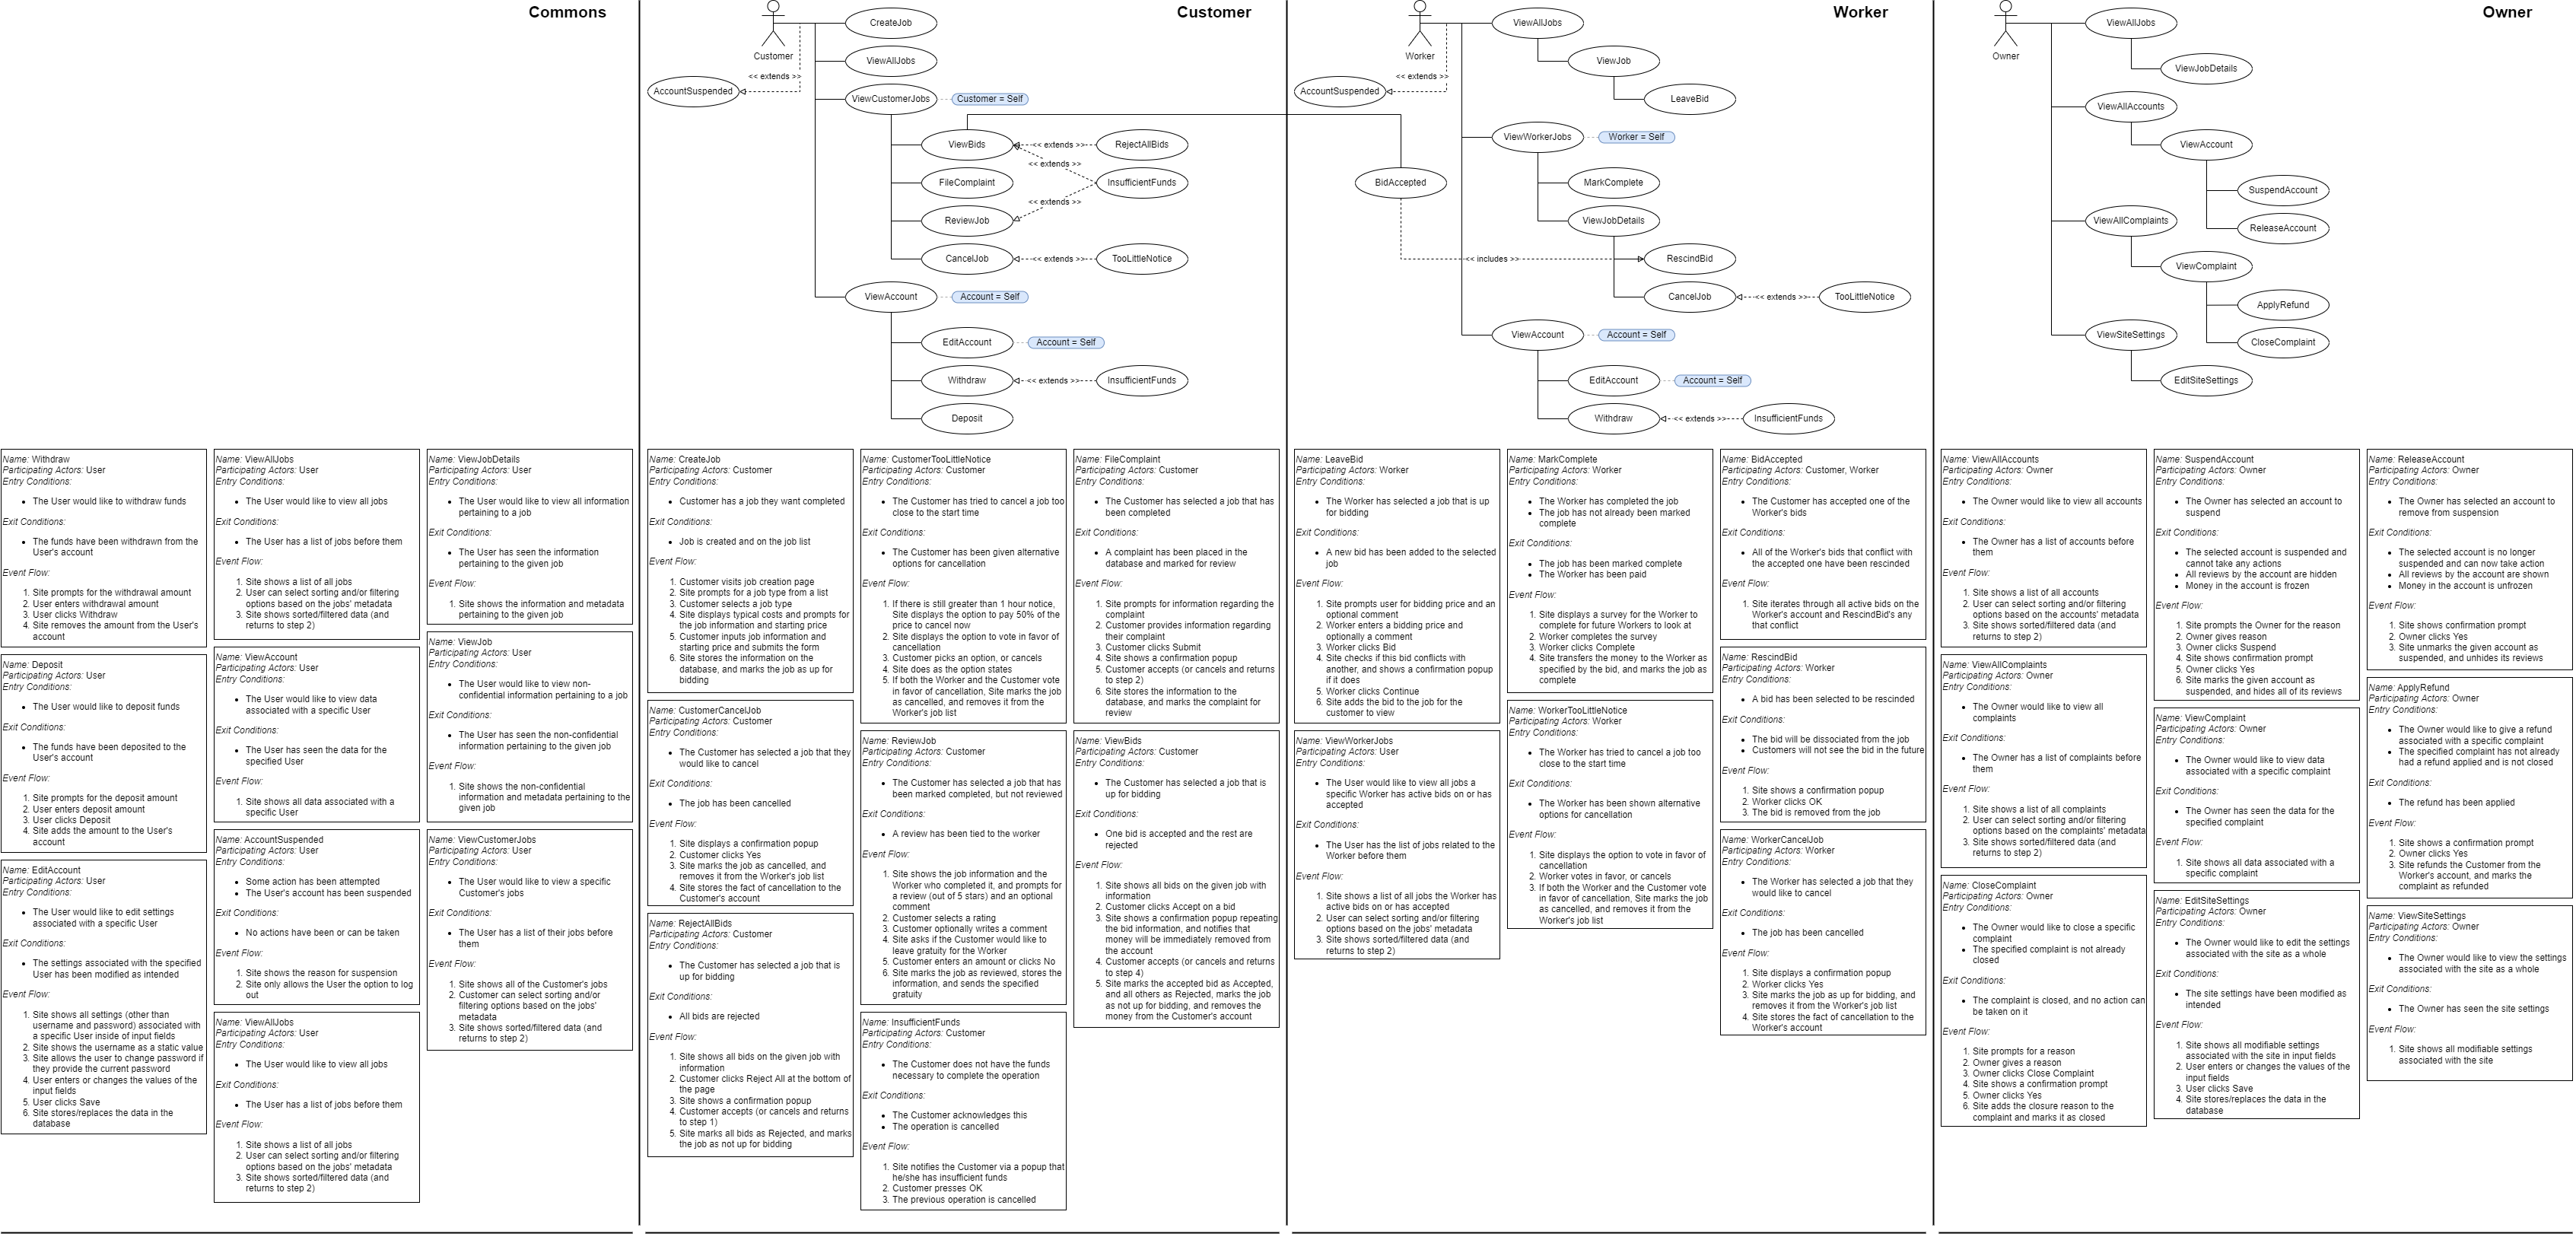 Commons
Customer
Worker
Owner
Customer
CreateJob
ViewAllJobs
<< extends >>
AccountSuspended
ViewCustomerJobs
Customer = Self
ViewBids
<< extends >>
RejectAllBids
<< extends >>
FileComplaint
InsufficientFunds
<< extends >>
ReviewJob
CancelJob
<< extends >>
TooLittleNotice
ViewAccount
Account = Self
EditAccount
Account = Self
Withdraw
<< extends >>
InsufficientFunds
Deposit
Worker
ViewAllJobs
ViewJob
<< extends >>
AccountSuspended
LeaveBid
ViewWorkerJobs
Worker = Self
BidAccepted
MarkComplete
ViewJobDetails
<< includes >>
RescindBid
CancelJob
<< extends >>
TooLittleNotice
ViewAccount
Account = Self
EditAccount
Account = Self
Withdraw
<< extends >>
InsufficientFunds
Owner
ViewAllJobs
ViewJobDetails
ViewAllAccounts
ViewAccount
SuspendAccount
ReleaseAccount
ViewAllComplaints
ViewComplaint
ApplyRefund
CloseComplaint
ViewSiteSettings
EditSiteSettings
Name: Withdraw
Participating Actors: User
Entry Conditions:
• The User would like to withdraw funds
Exit Conditions:
• The funds have been withdrawn from the
User's account
Event Flow:
1. Site prompts for the withdrawal amount
2. User enters withdrawal amount
3. User clicks Withdraw
4. Site removes the amount from the User's
account
Name: Deposit
Participating Actors: User
Entry Conditions:
• The User would like to deposit funds
Exit Conditions:
• The funds have been deposited to the
User's account
Event Flow:
1. Site prompts for the deposit amount
2. User enters deposit amount
3. User clicks Deposit
4. Site adds the amount to the User's
account
Name: EditAccount
Participating Actors: User
Entry Conditions:
• The User would like to edit settings
associated with a specific User
Exit Conditions:
• The settings associated with the specified
User has been modified as intended
Event Flow:
1. Site shows all settings (other than
username and password) associated with
a specific User inside of input fields
2. Site shows the username as a static value
3. Site allows the user to change password if
they provide the current password
4. User enters or changes the values of the
input fields
5. User clicks Save
6. Site stores/replaces the data in the
database
Name: ViewAllJobs
Participating Actors: User
Entry Conditions:
• The User would like to view all jobs
Exit Conditions:
• The User has a list of jobs before them
Event Flow:
1. Site shows a list of all jobs
2. User can select sorting and/or filtering
options based on the jobs' metadata
3. Site shows sorted/filtered data (and
returns to step 2)
Name: ViewAccount
Participating Actors: User
Entry Conditions:
• The User would like to view data
associated with a specific User
Exit Conditions:
• The User has seen the data for the
specified User
Event Flow:
1. Site shows all data associated with a
specific User
Name: AccountSuspended
Participating Actors: User
Entry Conditions:
• Some action has been attempted
• The User's account has been suspended
Exit Conditions:
• No actions have been or can be taken
Event Flow:
1. Site shows the reason for suspension
2. Site only allows the User the option to log
out
Name: ViewAllJobs
Participating Actors: User
Entry Conditions:
• The User would like to view all jobs
Exit Conditions:
• The User has a list of jobs before them
Event Flow:
1. Site shows a list of all jobs
2. User can select sorting and/or filtering
options based on the jobs' metadata
3. Site shows sorted/filtered data (and
returns to step 2)
Name: ViewJobDetails
Participating Actors: User
Entry Conditions:
• The User would like to view all information
pertaining to a job
Exit Conditions:
• The User has seen the information
pertaining to the given job
Event Flow:
1. Site shows the information and metadata
pertaining to the given job
Name: ViewJob
Participating Actors: User
Entry Conditions:
• The User would like to view non-
confidential information pertaining to a job
Exit Conditions:
• The User has seen the non-confidential
information pertaining to the given job
Event Flow:
1. Site shows the non-confidential
information and metadata pertaining to the
given job
Name: ViewCustomerJobs
Participating Actors: User
Entry Conditions:
• The User would like to view a specific
Customer's jobs
Exit Conditions:
• The User has a list of their jobs before
them
Event Flow:
1. Site shows all of the Customer's jobs
2. Customer can select sorting and/or
filtering options based on the jobs'
metadata
3. Site shows sorted/filtered data (and
returns to step 2)
Name: CreateJob
Participating Actors: Customer
Entry Conditions:
• Customer has a job they want completed
Exit Conditions:
• Job is created and on the job list
Event Flow:
1. Customer visits job creation page
2. Site prompts for a job type from a list
3. Customer selects a job type
4. Site displays typical costs and prompts for
the job information and starting price
5. Customer inputs job information and
starting price and submits the form
6. Site stores the information on the
database, and marks the job as up for
bidding
Name: CustomerCancelJob
Participating Actors: Customer
Entry Conditions:
• The Customer has selected a job that they
would like to cancel
Exit Conditions:
• The job has been cancelled
Event Flow:
1. Site displays a confirmation popup
2. Customer clicks Yes
3. Site marks the job as cancelled, and
removes it from the Worker's job list
4. Site stores the fact of cancellation to the
Customer's account
Name: RejectAllBids
Participating Actors: Customer
Entry Conditions:
• The Customer has selected a job that is
up for bidding
Exit Conditions:
• All bids are rejected
Event Flow:
1. Site shows all bids on the given job with
information
2. Customer clicks Reject All at the bottom of
the page
3. Site shows a confirmation popup
4. Customer accepts (or cancels and returns
to step 1)
5. Site marks all bids as Rejected, and marks
the job as not up for bidding
Name: CustomerTooLittleNotice
Participating Actors: Customer
Entry Conditions:
• The Customer has tried to cancel a job too
close to the start time
Exit Conditions:
• The Customer has been given alternative
options for cancellation
Event Flow:
1. If there is still greater than 1 hour notice,
Site displays the option to pay 50% of the
price to cancel now
2. Site displays the option to vote in favor of
cancellation
3. Customer picks an option, or cancels
4. Site does as the option states
5. If both the Worker and the Customer vote
in favor of cancellation, Site marks the job
as cancelled, and removes it from the
Worker's job list
Name: ReviewJob
Participating Actors: Customer
Entry Conditions:
• The Customer has selected a job that has
been marked completed, but not reviewed
Exit Conditions:
• A review has been tied to the worker
Event Flow:
1. Site shows the job information and the
Worker who completed it, and prompts for
a review (out of 5 stars) and an optional
comment
2. Customer selects a rating
3. Customer optionally writes a comment
4. Site asks if the Customer would like to
leave gratuity for the Worker
5. Customer enters an amount or clicks No
6. Site marks the job as reviewed, stores the
information, and sends the specified
gratuity
Name: InsufficientFunds
Participating Actors: Customer
Entry Conditions:
• The Customer does not have the funds
necessary to complete the operation
Exit Conditions:
• The Customer acknowledges this
• The operation is cancelled
Event Flow:
1. Site notifies the Customer via a popup that
he/she has insufficient funds
2. Customer presses OK
3. The previous operation is cancelled
Name: FileComplaint
Participating Actors: Customer
Entry Conditions:
• The Customer has selected a job that has
been completed
Exit Conditions:
• A complaint has been placed in the
database and marked for review
Event Flow:
1. Site prompts for information regarding the
complaint
2. Customer provides information regarding
their complaint
3. Customer clicks Submit
4. Site shows a confirmation popup
5. Customer accepts (or cancels and returns
to step 2)
6. Site stores the information to the
database, and marks the complaint for
review
Name: ViewBids
Participating Actors: Customer
Entry Conditions:
• The Customer has selected a job that is
up for bidding
Exit Conditions:
• One bid is accepted and the rest are
rejected
Event Flow:
1. Site shows all bids on the given job with
information
2. Customer clicks Accept on a bid
3. Site shows a confirmation popup repeating
the bid information, and notifies that
money will be immediately removed from
the account
4. Customer accepts (or cancels and returns
to step 4)
5. Site marks the accepted bid as Accepted,
and all others as Rejected, marks the job
as not up for bidding, and removes the
money from the Customer's account
Name: LeaveBid
Participating Actors: Worker
Entry Conditions:
• The Worker has selected a job that is up
for bidding
Exit Conditions:
• A new bid has been added to the selected
job
Event Flow:
1. Site prompts user for bidding price and an
optional comment
2. Worker enters a bidding price and
optionally a comment
3. Worker clicks Bid
4. Site checks if this bid conflicts with
another, and shows a confirmation popup
if it does
5. Worker clicks Continue
6. Site adds the bid to the job for the
customer to view
Name: ViewWorkerJobs
Participating Actors: User
Entry Conditions:
• The User would like to view all jobs a
specific Worker has active bids on or has
accepted
Exit Conditions:
• The User has the list of jobs related to the
Worker before them
Event Flow:
1. Site shows a list of all jobs the Worker has
active bids on or has accepted
2. User can select sorting and/or filtering
options based on the jobs' metadata
3. Site shows sorted/filtered data (and
returns to step 2)
Name: MarkComplete
Participating Actors: Worker
Entry Conditions:
• The Worker has completed the job
• The job has not already been marked
complete
Exit Conditions:
• The job has been marked complete
• The Worker has been paid
Event Flow:
1. Site displays a survey for the Worker to
complete for future Workers to look at
2. Worker completes the survey
3. Worker clicks Complete
4. Site transfers the money to the Worker as
specified by the bid, and marks the job as
complete
Name: WorkerTooLittleNotice
Participating Actors: Worker
Entry Conditions:
• The Worker has tried to cancel a job too
close to the start time
Exit Conditions:
• The Worker has been shown alternative
options for cancellation
Event Flow:
1. Site displays the option to vote in favor of
cancellation
2. Worker votes in favor, or cancels
3. If both the Worker and the Customer vote
in favor of cancellation, Site marks the job
as cancelled, and removes it from the
Worker's job list
Name: BidAccepted
Participating Actors: Customer, Worker
Entry Conditions:
• The Customer has accepted one of the
Worker's bids
Exit Conditions:
• All of the Worker's bids that conflict with
the accepted one have been rescinded
Event Flow:
1. Site iterates through all active bids on the
Worker's account and RescindBid's any
that conflict
Name: RescindBid
Participating Actors: Worker
Entry Conditions:
• A bid has been selected to be rescinded
Exit Conditions:
• The bid will be dissociated from the job
• Customers will not see the bid in the future
Event Flow:
1. Site shows a confirmation popup
2. Worker clicks OK
3. The bid is removed from the job
Name: WorkerCancelJob
Participating Actors: Worker
Entry Conditions:
• The Worker has selected a job that they
would like to cancel
Exit Conditions:
• The job has been cancelled
Event Flow:
1. Site displays a confirmation popup
2. Worker clicks Yes
3. Site marks the job as up for bidding, and
removes it from the Worker's job list
4. Site stores the fact of cancellation to the
Worker's account
Name: ViewAllAccounts
Participating Actors: Owner
Entry Conditions:
• The Owner would like to view all accounts
Exit Conditions:
• The Owner has a list of accounts before
them
Event Flow:
1. Site shows a list of all accounts
2. User can select sorting and/or filtering
options based on the accounts' metadata
3. Site shows sorted/filtered data (and
returns to step 2)
Name: ViewAllComplaints
Participating Actors: Owner
Entry Conditions:
• The Owner would like to view all
complaints
Exit Conditions:
• The Owner has a list of complaints before
them
Event Flow:
1. Site shows a list of all complaints
2. User can select sorting and/or filtering
options based on the complaints' metadata
3. Site shows sorted/filtered data (and
returns to step 2)
Name: CloseComplaint
Participating Actors: Owner
Entry Conditions:
• The Owner would like to close a specific
complaint
• The specified complaint is not already
closed
Exit Conditions:
• The complaint is closed, and no action can
be taken on it
Event Flow:
1. Site prompts for a reason
2. Owner gives a reason
3. Owner clicks Close Complaint
4. Site shows a confirmation prompt
5. Owner clicks Yes
6. Site adds the closure reason to the
complaint and marks it as closed
Name: SuspendAccount
Participating Actors: Owner
Entry Conditions:
• The Owner has selected an account to
suspend
Exit Conditions:
• The selected account is suspended and
cannot take any actions
• All reviews by the account are hidden
• Money in the account is frozen
Event Flow:
1. Site prompts the Owner for the reason
2. Owner gives reason
3. Owner clicks Suspend
4. Site shows confirmation prompt
5. Owner clicks Yes
6. Site marks the given account as
suspended, and hides all of its reviews
Name: ViewComplaint
Participating Actors: Owner
Entry Conditions:
• The Owner would like to view data
associated with a specific complaint
Exit Conditions:
• The Owner has seen the data for the
specified complaint
Event Flow:
1. Site shows all data associated with a
specific complaint
Name: EditSiteSettings
Participating Actors: Owner
Entry Conditions:
• The Owner would like to edit the settings
associated with the site as a whole
Exit Conditions:
• The site settings have been modified as
intended
Event Flow:
1. Site shows all modifiable settings
associated with the site in input fields
2. User enters or changes the values of the
input fields
3. User clicks Save
4. Site stores/replaces the data in the
database
Name: ReleaseAccount
Participating Actors: Owner
Entry Conditions:
• The Owner has selected an account to
remove from suspension
Exit Conditions:
• The selected account is no longer
suspended and can now take action
• All reviews by the account are shown
• Money in the account is unfrozen
Event Flow:
1. Site shows confirmation prompt
2. Owner clicks Yes
3. Site unmarks the given account as
suspended, and unhides its reviews
Name: ApplyRefund
Participating Actors: Owner
Entry Conditions:
• The Owner would like to give a refund
associated with a specific complaint
• The specified complaint has not already
had a refund applied and is not closed
Exit Conditions:
• The refund has been applied
Event Flow:
1. Site shows a confirmation prompt
2. Owner clicks Yes
3. Site refunds the Customer from the
Worker's account, and marks the
complaint as refunded
Name: ViewSiteSettings
Participating Actors: Owner
Entry Conditions:
• The Owner would like to view the settings
associated with the site as a whole
Exit Conditions:
• The Owner has seen the site settings
Event Flow:
1. Site shows all modifiable settings
associated with the site